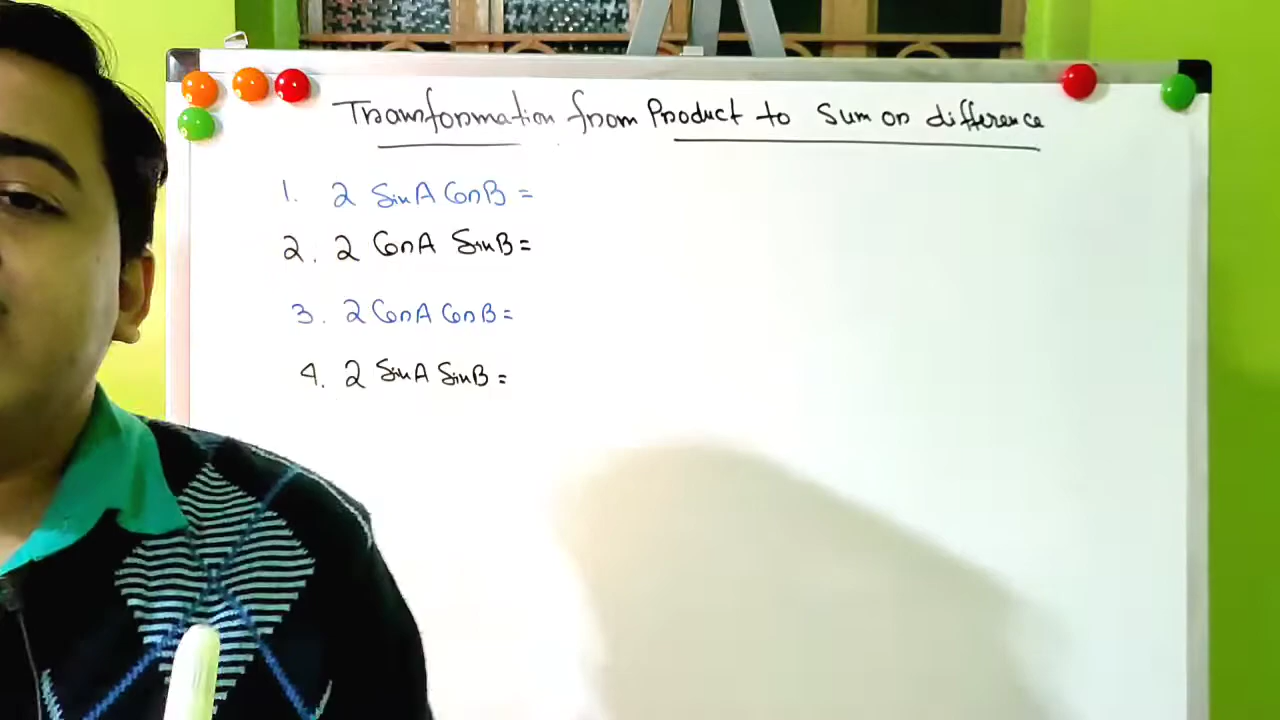 Transformation from Product to Sum or difference
1. 2 SinA CosB =
2. 2 CosA SinB =
3. 2 CosA CosB =
4. 2 SinA SinB =